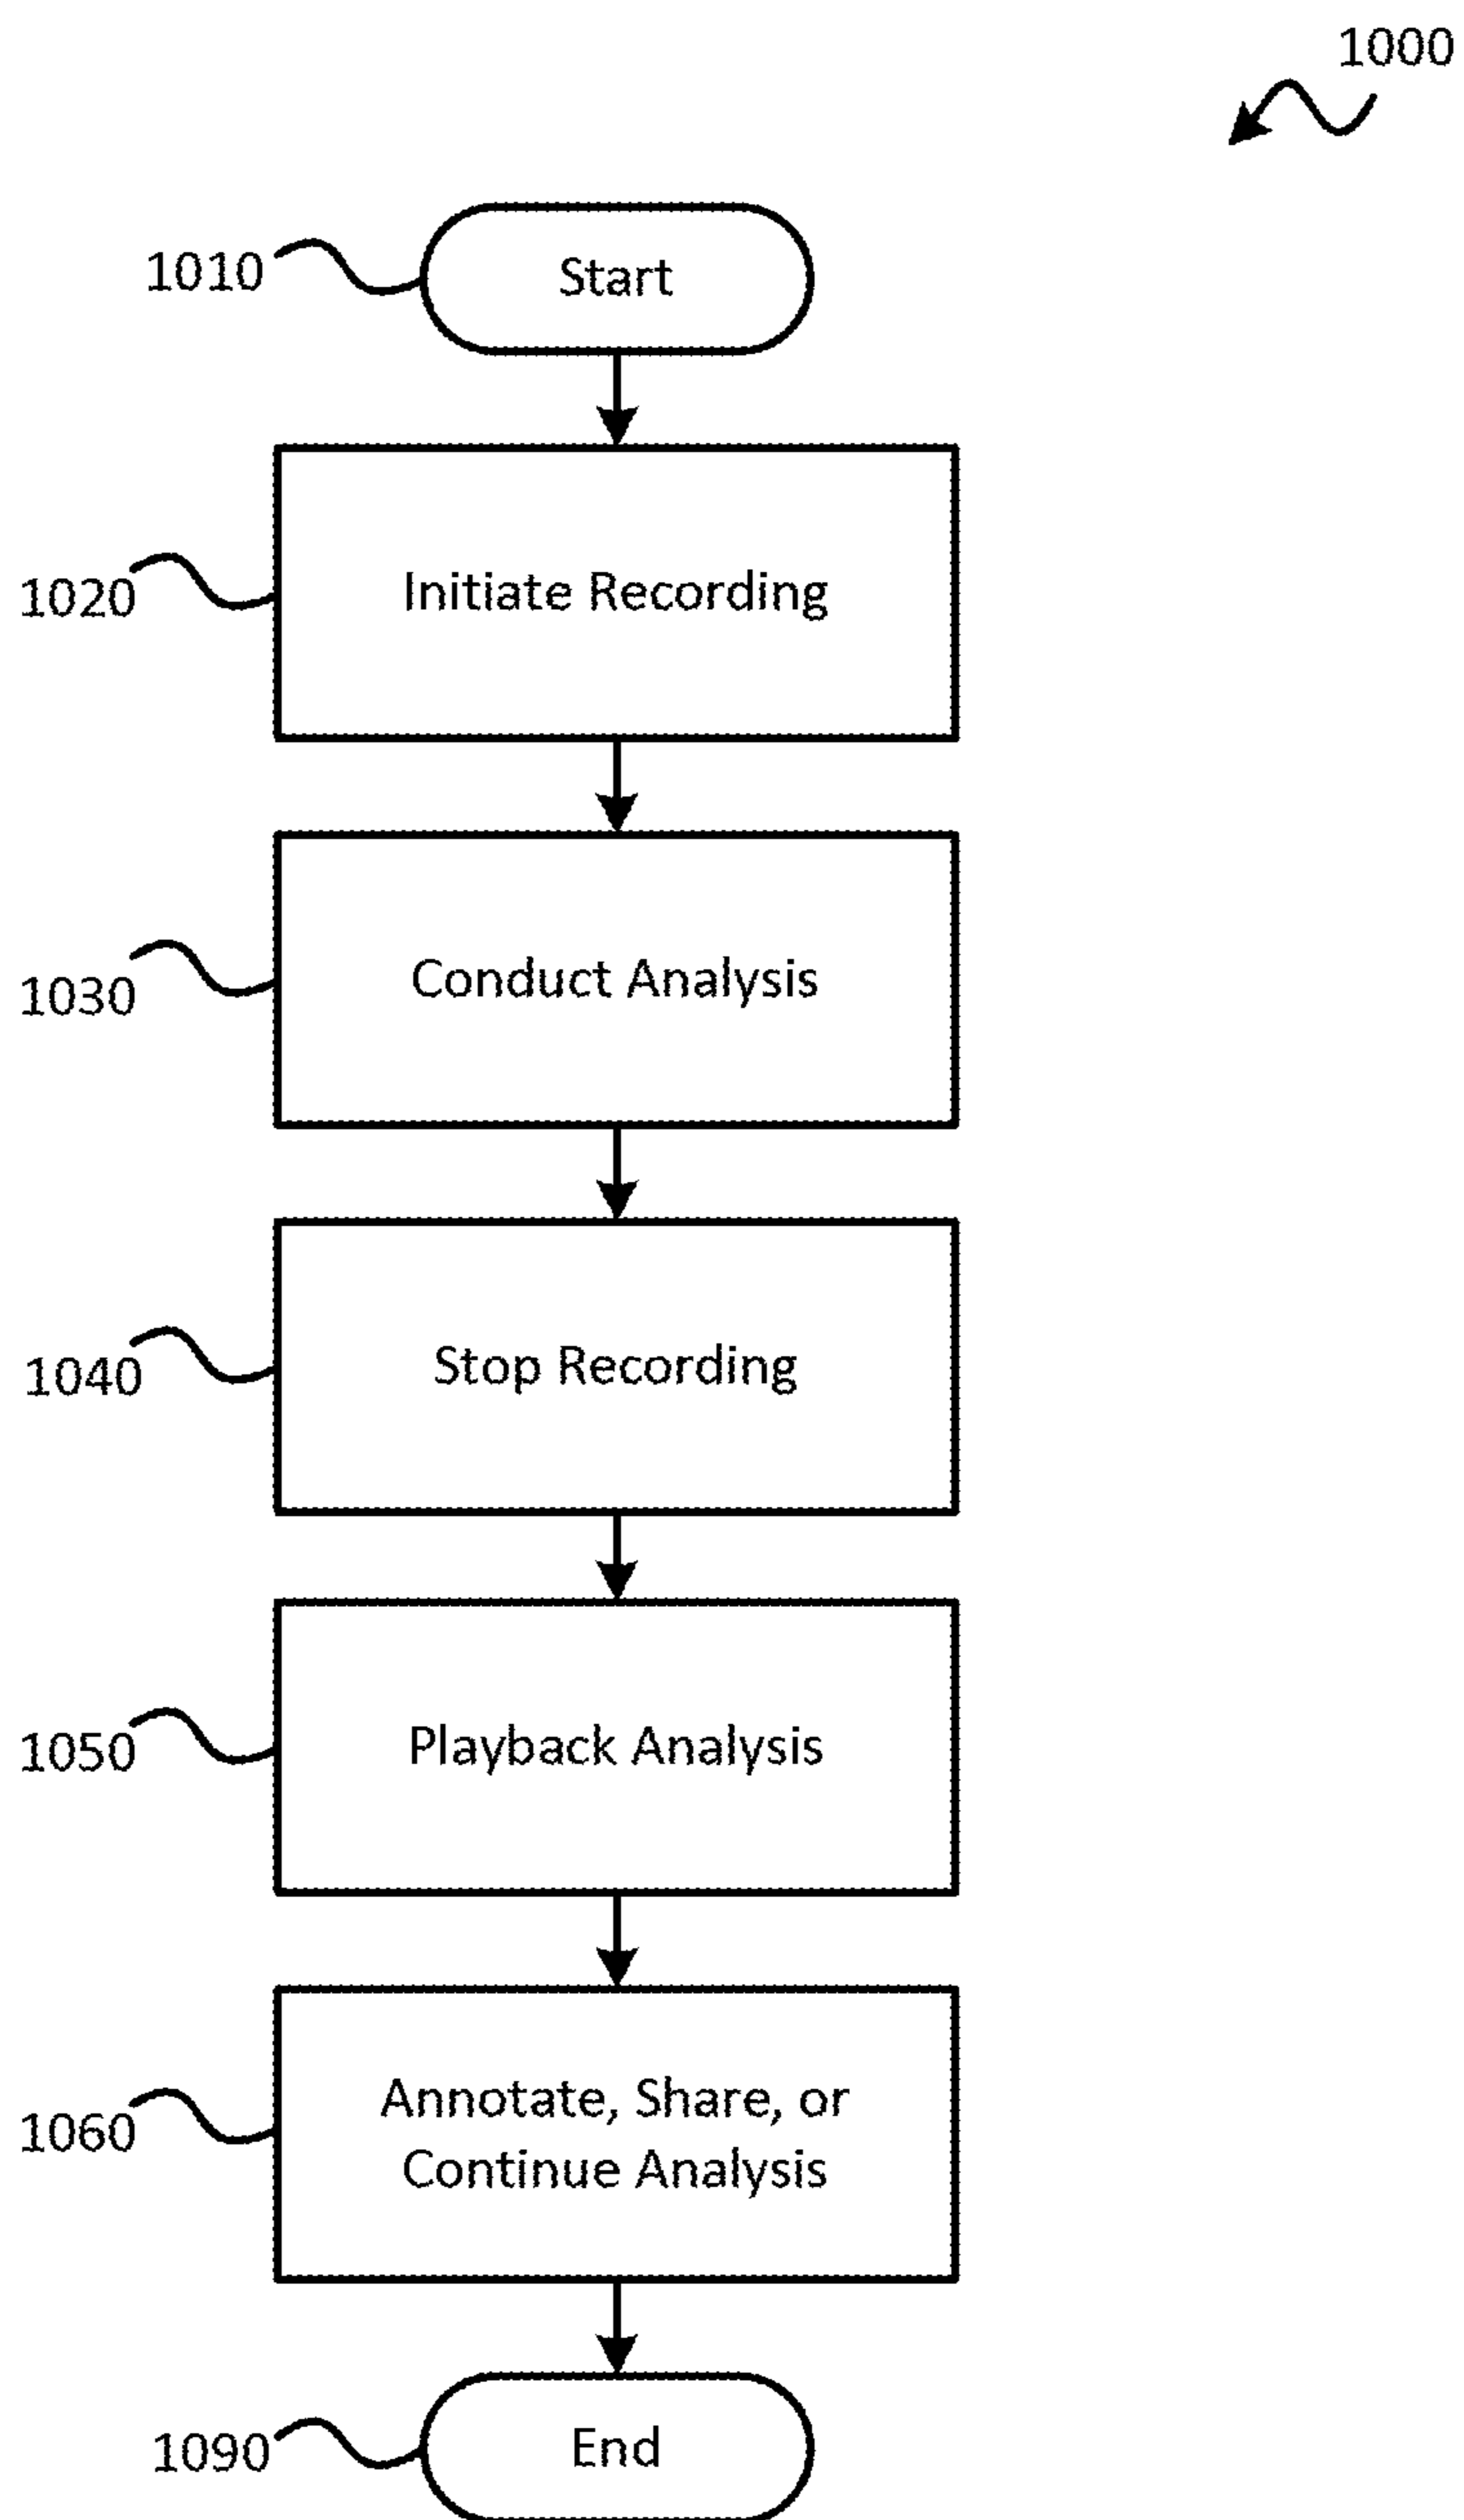 1000
1010
Start
1020
Initiate Recording
1030
Conduct Analysis
1040
Stop Recording
1050
Playback Analysis
1060
Annotate, Share, or
Continue Analysis
1090
End